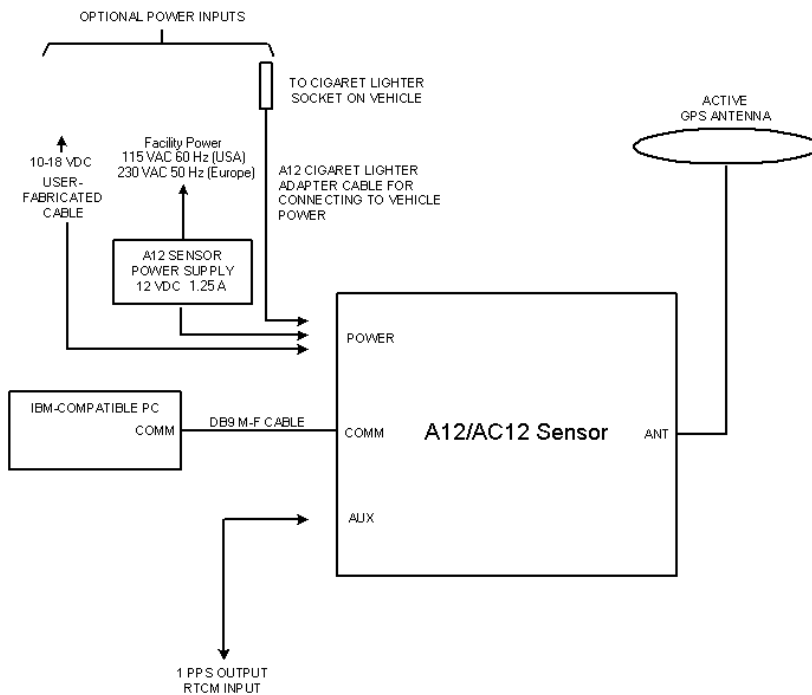 OPTIONAL POWER INPUTS
TO CIGARET LIGHTER
SOCKET ON VEHICLE
ACTIVE
GPS ANTENNA
10-18 VDC
USER-
FABRICATED
CABLE
Facility Power
115 VAC 60 Hz (USA)
230 VAC 50 Hz (Europe)
A12 CIGARET LIGHTER
ADAPTER CABLE FOR
CONNECTING TO VEHICLE
POWER
A12 SENSOR
POWER SUPPLY
12 VDC 1.25 A
POWER
IBM-COMPATIBLE PC
COMM
DB9 M-F CABLE
COMM
A12/AC12 Sensor
ANT
AUX
1 PPS OUTPUT
RTCM INPUT